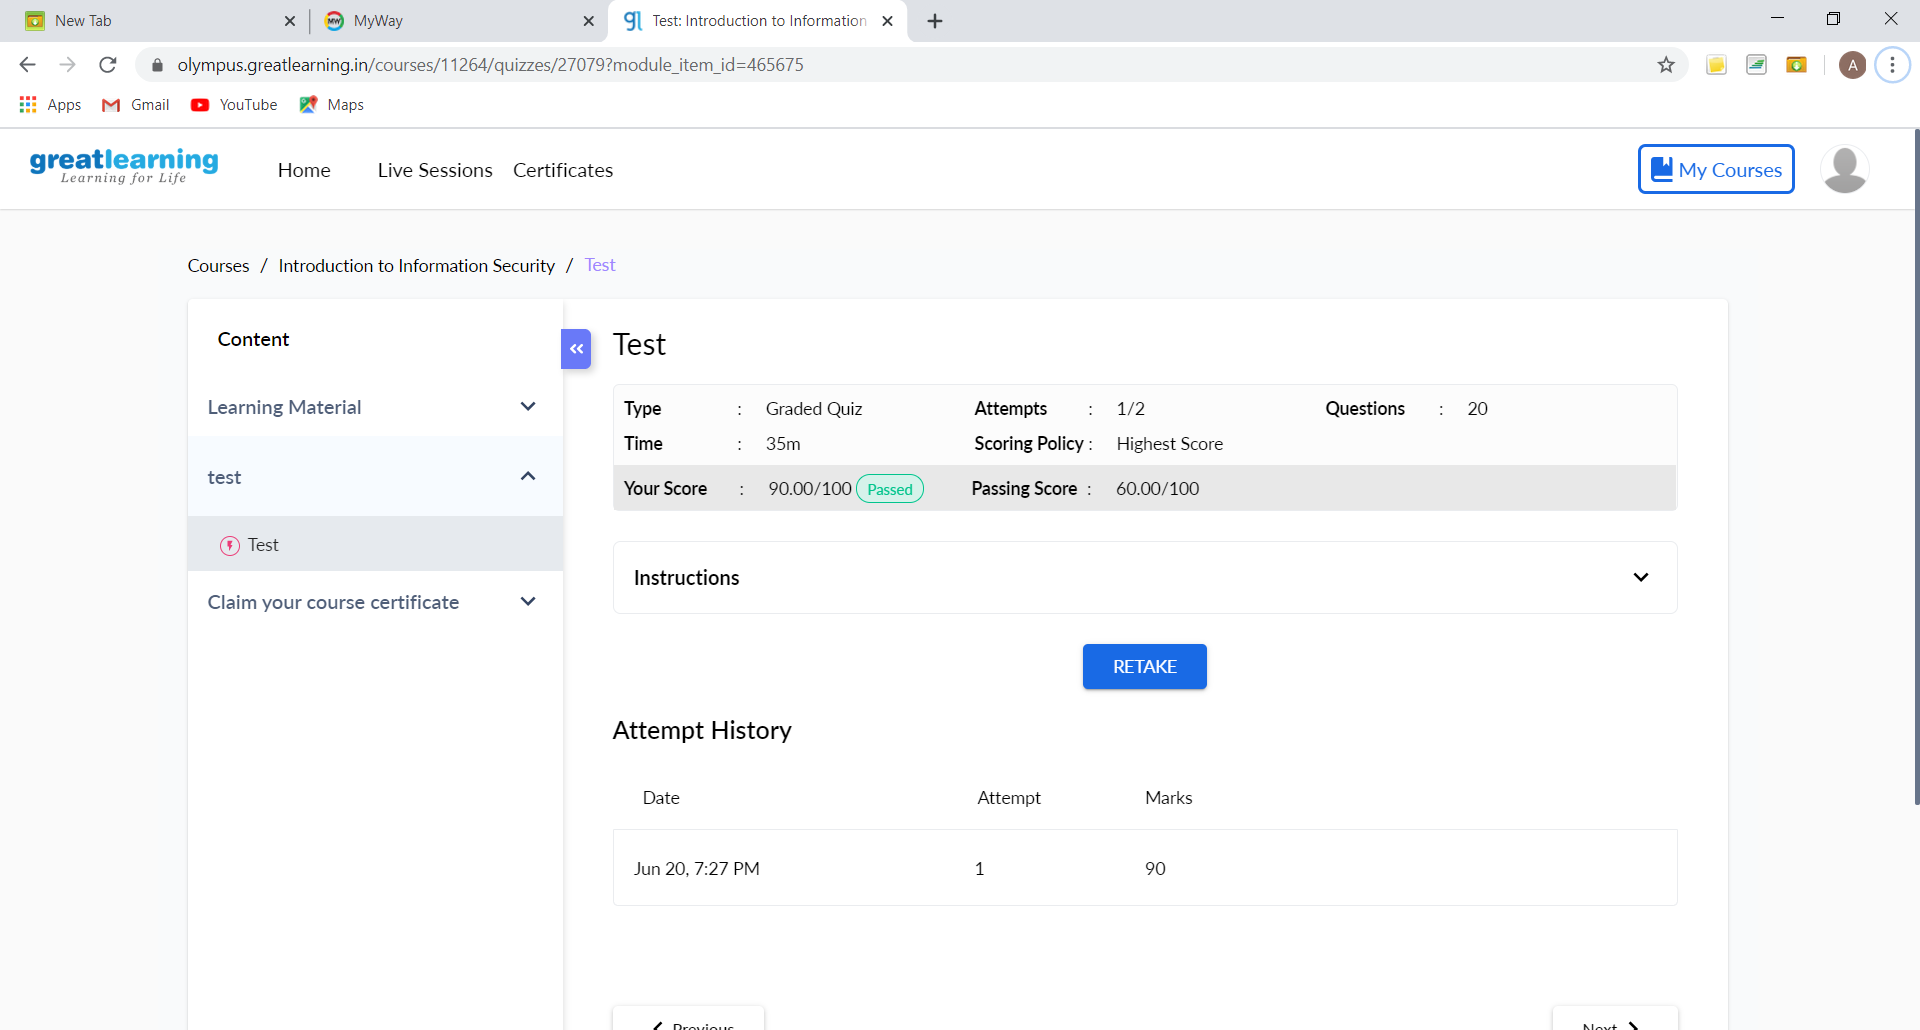 New Tab
MyWay
Test: Introduction to Information
olympus.greatlearning.in/courses/11264/quizzes/27079?module_item_id=465675
A
Apps
Gmail
YouTube
Maps
greatlearning
Learning for Life
Home
Live Sessions
Certificates
My Courses
Courses / Introduction to Information Security / Test
Content
Learning Material
test
Test
Claim your course certificate
Test
Type : Graded Quiz
Attempts : 1/2
Questions : 20
Time : 35m
Scoring Policy : Highest Score
Your Score : 90.00/100 Passed
Passing Score : 60.00/100
Instructions
RETAKE
Attempt History
Date Attempt Marks
Jun 20, 7:27 PM 1 90
Previous
Next